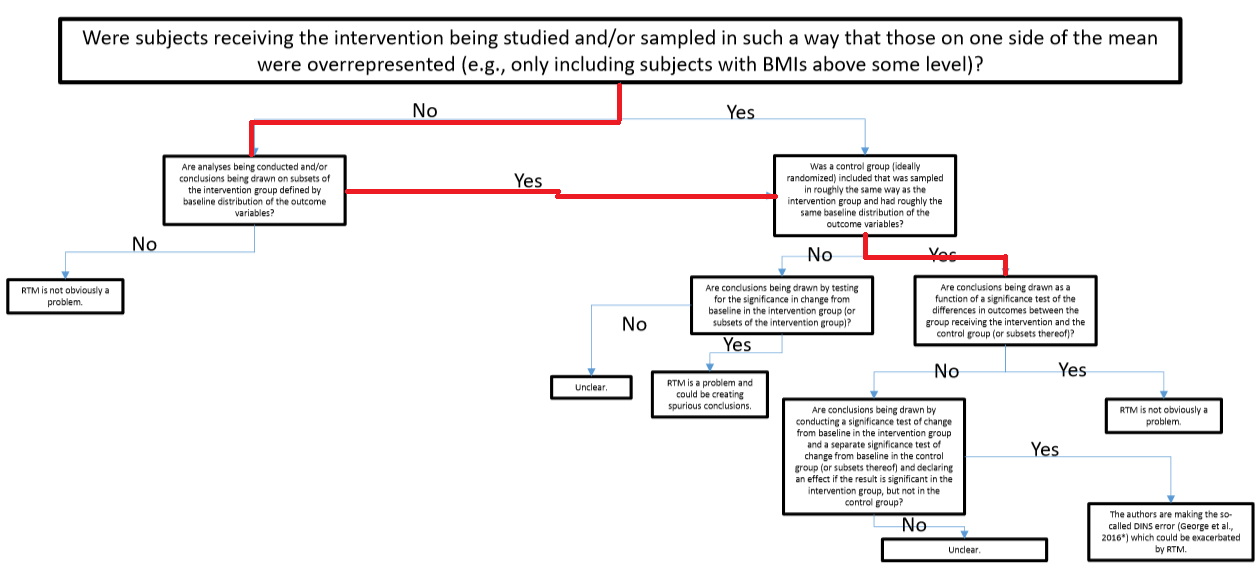 Were subjects receiving the intervention being studied and/or sampled in such a way that those on one side of the mean
were overrepresented (e.g., only including subjects with BMIs above some level)?
No
Yes
Are analyses being conducted and/or
conclusions being drawn on subsets of
the intervention group defined by
baseline distribution of the outcome
variables?
Yes
Was a control group (ideally
randomized) included that was sampled
in roughly the same way as the
intervention group and had roughly the
same baseline distribution of the
outcome variables?
No
RTM is not obviously a
problem.
No
Yes
Are conclusions being drawn by testing
for the significance in change from
baseline in the intervention group (or
subsets of the intervention group)?
Are conclusions being drawn as a
function of a significance test of the
differences in outcomes between the
group receiving the intervention and the
control group (or subsets thereof)?
No
Yes
Unclear.
RTM is a problem and
could be creating
spurious conclusions.
No
Yes
Are conclusions being drawn by
conducting a significance test of change
from baseline in the intervention group
and a separate significance test of
change from baseline in the control
group (or subsets thereof) and declaring
an effect if the result is significant in the
intervention group, but not in the
control group?
RTM is not obviously a
problem.
Yes
No
Unclear.
The authors are making the so-
called DINS error (George et al.,
2016*) which could be exacerbated
by RTM.